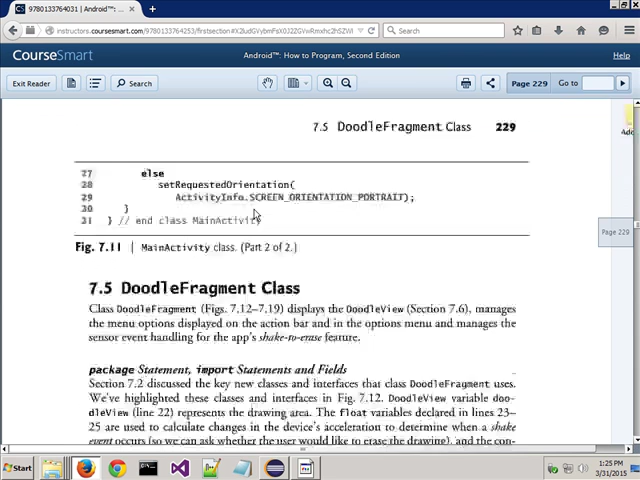 9780133764031 | Android™:...
instructors.coursesmart.com/9780133764253/firstsection#
Search
CourseSmart
Android™: How to Program, Second Edition
Help
Exit Reader
Search
Page 229
Go to
7.5 DoodleFragment Class 229
27 else
28 setRequestedOrientation(
29 ActivityInfo.SCREEN_ORIENTATION_PORTRAIT);
30 }
31 } // end class MainActivity
Page 229
Fig. 7.11 | MainActivity class. (Part 2 of 2.)
7.5 DoodleFragment Class
Class DoodleFragment (Figs. 7.12–7.19) displays the DoodleView (Section 7.6), manages
the menu options displayed on the action bar and in the options menu and manages the
sensor event handling for the app's shake-to-erase feature.
package Statement, import Statements and Fields
Section 7.2 discussed the key new classes and interfaces that class DoodleFragment uses.
We've highlighted these classes and interfaces in Fig. 7.12. DoodleView variable doo-
dleView (line 22) represents the drawing area. The float variables declared in lines 23–
25 are used to calculate changes in the device's acceleration to determine when a shake
event occurs (so we can ask whether the user would like to erase the drawing), and the con-
Start
1:25 PM
3/31/2015